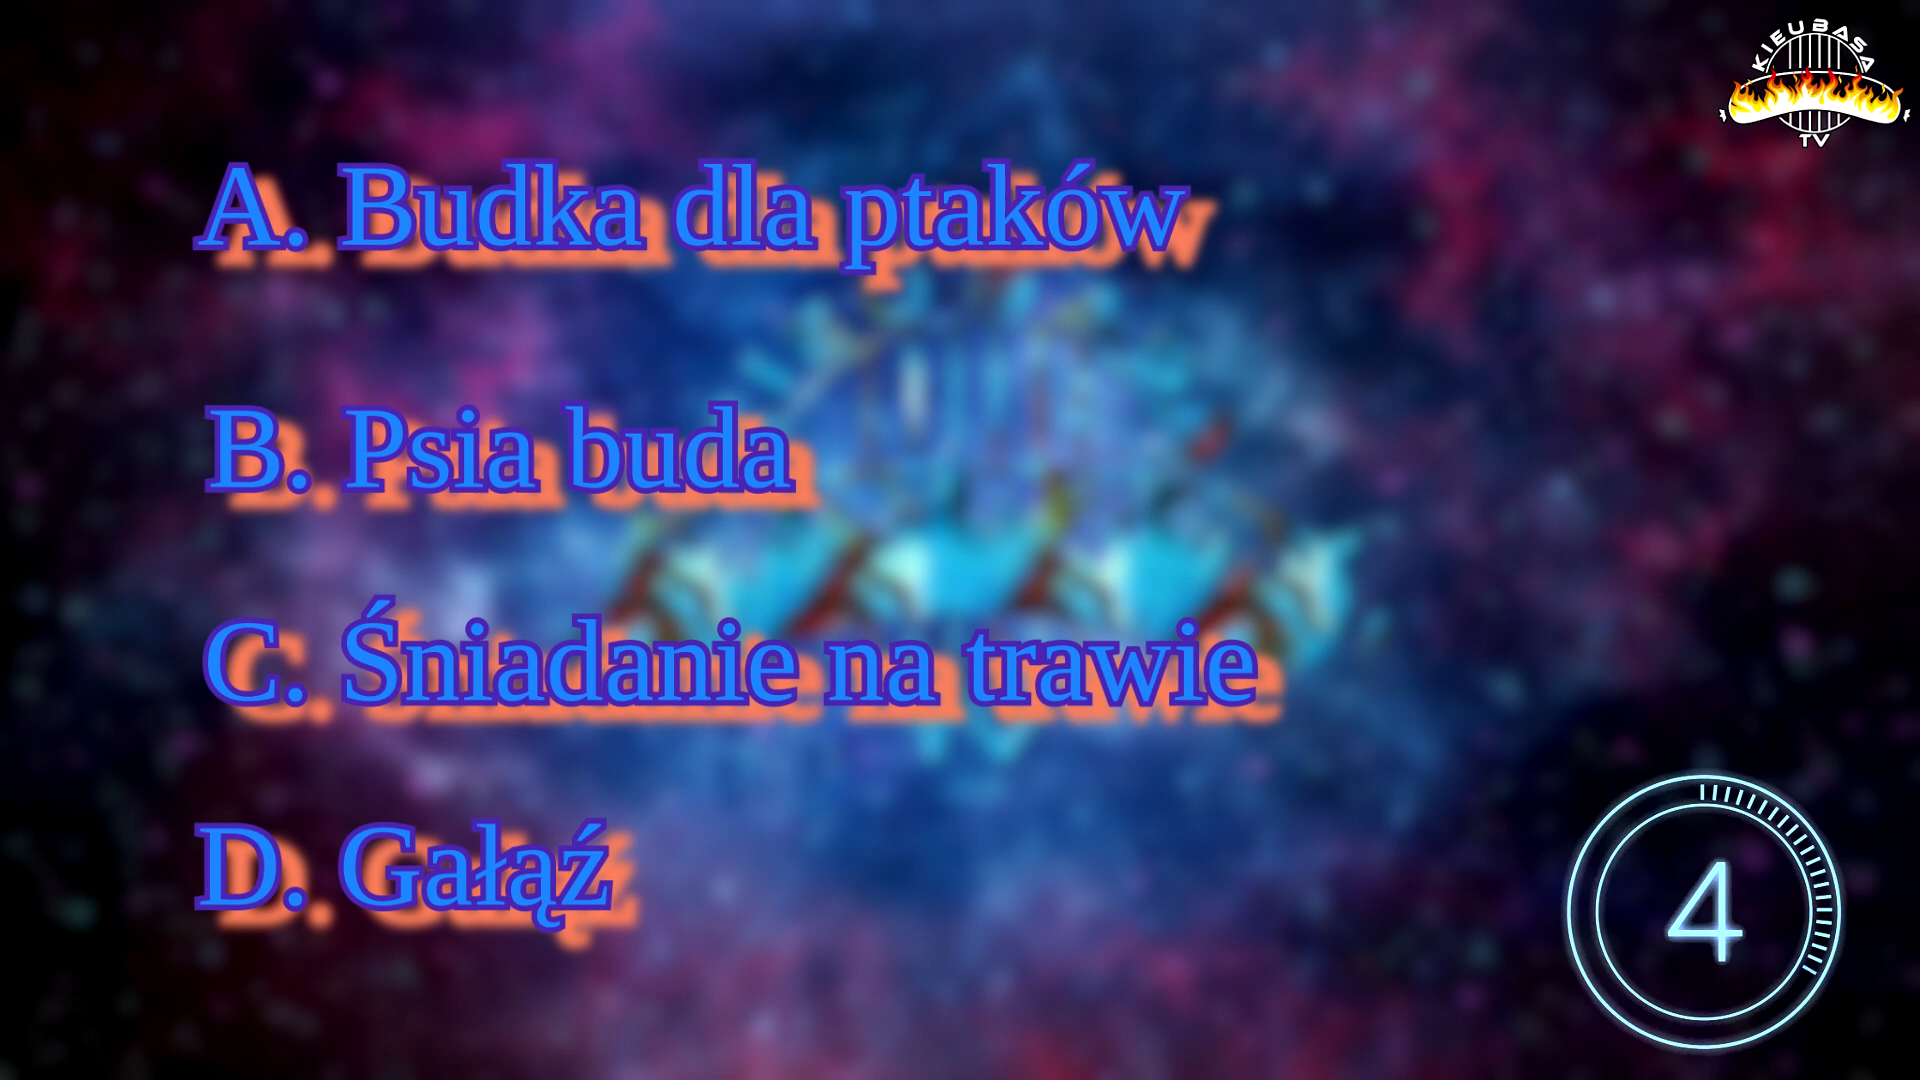 KIEUBASA
TV
A. Budka dla ptaków
B. Psia buda
C. Śniadanie na trawie
D. Gałąź
4